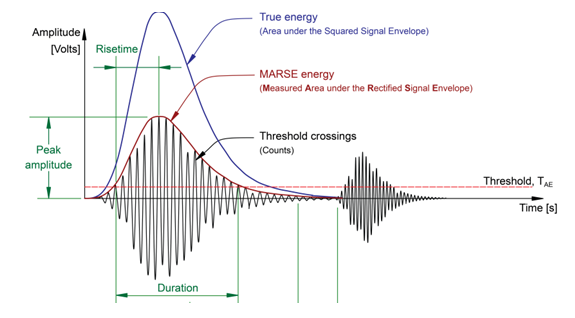 Amplitude
[Volts]
Risetime
True energy
(Area under the Squared Signal Envelope)
MARSE energy
(Measured Area under the Rectified Signal Envelope)
Threshold crossings
(Counts)
Peak
amplitude
Threshold, TAE
Time [s]
Duration